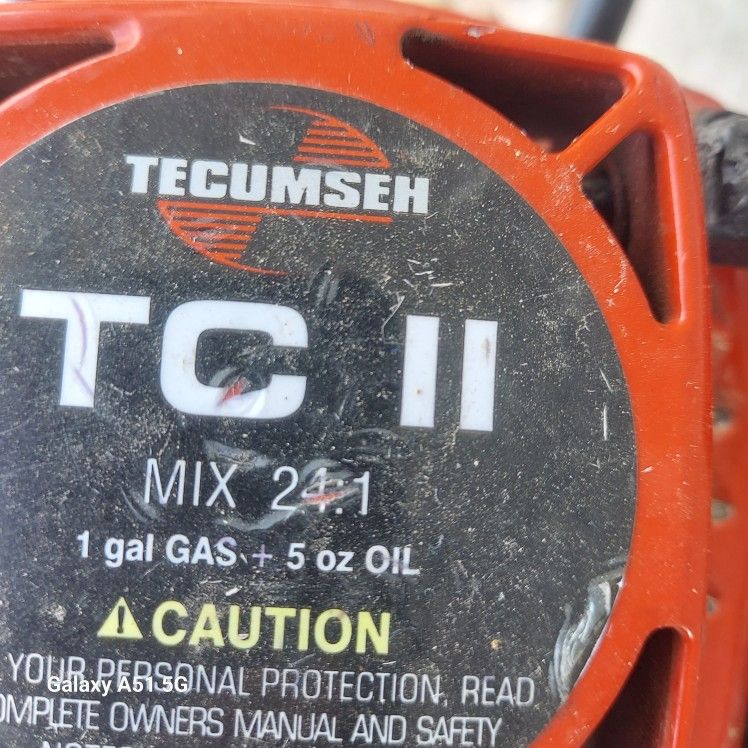 TECUMSEH
TC II
MIX 24:1
1 gal GAS + 5 oz OIL
CAUTION
YOUR PERSONAL PROTECTION, READ
OMPLETE OWNERS MANUAL AND SAFETY
Galaxy A51 5G